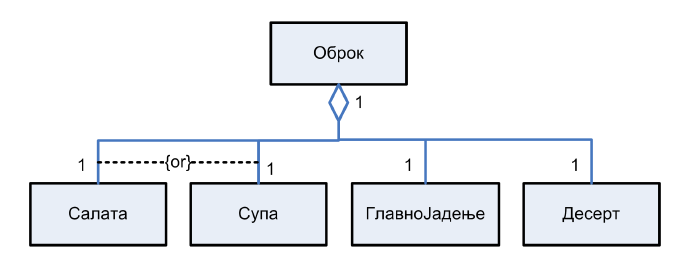 Оброк
1
1
{or}
1
1
1
Салата
Супа
ГлавноЈадење
Десерт